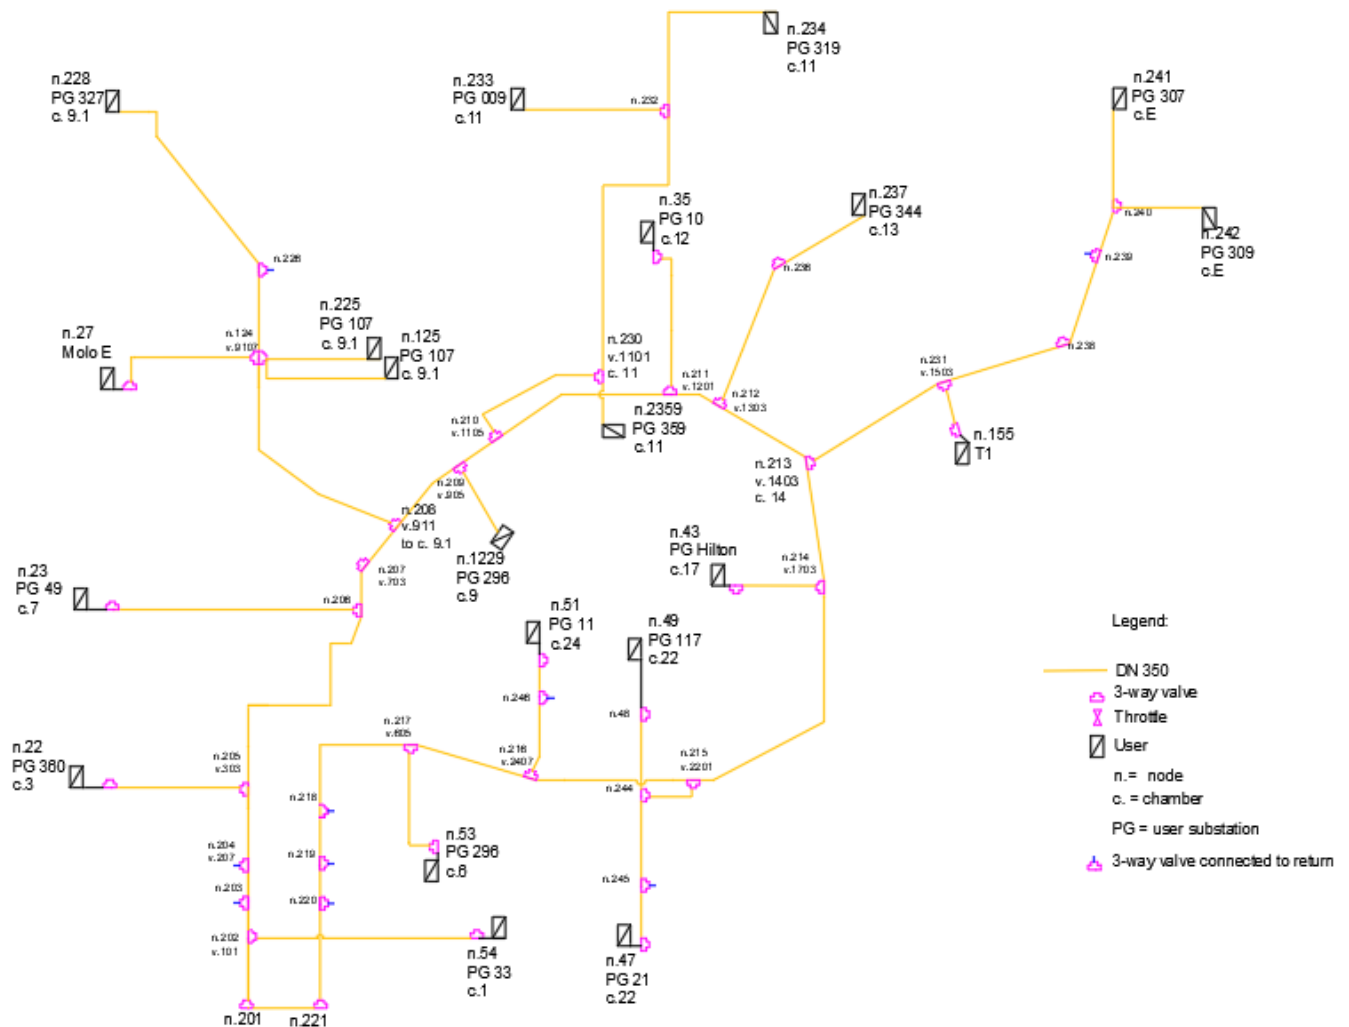 n.234
PG 319
c.11
n.228
PG 327
c. 9.1
n.233
PG 009
c.11
n.232
n.241
PG 307
c.E
n.35
PG 10
c.12
n.237
PG 344
c.13
n.240
n.242
PG 309
c.E
n.236
n.239
n.226
n.225
PG 107
c. 9.1
n.125
PG 107
c. 9.1
n.124
v.9107
n.27
Molo E
n.230
v.1101
c. 11
n.238
n.231
v.1503
n.211
v.1201
n.212
v.1303
n.2359
PG 359
c.11
n.210
v.1105
n.155
T1
n.213
v.1403
c. 14
n.209
v.905
n.208
v.911
to c. 9.1
n.43
PG Hilton
c.17
n.214
v.1703
n.1229
PG 296
c.9
n.207
v.703
n.23
PG 49
c.7
n.206
n.51
PG 11
c.24
n.49
PG 117
c.22
Legend:
DN 350
3-way valve
Throttle
User
n.= node
c. = chamber
PG = user substation
3-way valve connected to return
n.246
n.48
n.217
v.605
n.216
v.2407
n.215
v.2201
n.22
PG 360
c.3
n.205
v.303
n.244
n.218
n.204
v.207
n.219
n.53
PG 296
c.6
n.203
n.220
n.245
n.202
v.101
n.54
PG 33
c.1
n.47
PG 21
c.22
n.201
n.221